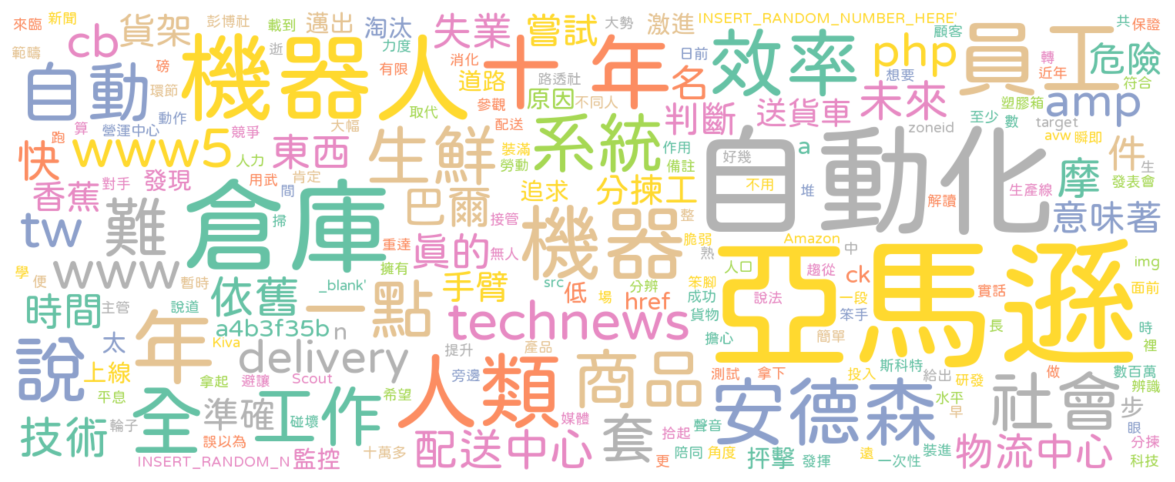 來臨
新聞
cb
貨架
彭博社
邁出
載到
淘汰
失業
嘗試
大勢
激進
INSERT_RANDOM_NUMBER_HERE'
顧客
共
保證
範疇
磅
逝
力度
消化
日前
php
員工
轉
危險
自動
環節
機器人
有限
十年
道路
路透社
名
效率
想要
近年
符合
動作
取代
參觀
原因
不同人
送貨車
未來
塑膠箱
amp
跑
算
營運中心
競爭
大幅
配送
系統
判斷
zoneid
至少
數
target
快
www5
東西
生鮮
裝滿
作用
a
avw
瞬即
人力
勞動
備註
好幾
自動化
件
生
香蕉
對手
發現
用武
肯定
追求
分揀工
不用
堆
摩
發表會
倉庫
間
巴爾
解讀
生產線
tw
難
掃
接管
機器
整
意味著
重達
眞的
無人
脆弱
Amazon
中
www
擁有
熟
亞馬遜
學
便
暫時
手臂
src
分辨
人口
趨從
ck
img
依舊
_blank'
一點
低
場
href
笨腳
說法
一段
實話
面前
時間
主管
說道
technews
成功
貨物
笨手
a4b3f35b
n
擔心
簡單
長
時
年
太
Kiva
delivery
提升
產品
裡
說
上線
拿起
避讓
Scout
人類
旁邊
商品
測試
拿下
投入
斯科特
給出
研發
社會
做
數百萬
辨識
平息
全
準確
工作
希望
安德森
水平
早
步
技術
輪子
碰壞
媒體
套
聲音
眼
誤以為
十萬多
配送中心
拾起
抨擊
裝進
遠
物流中心
分揀
INSERT_RANDOM_N
監控
更
陪同
角度
發揮
一次性
科技